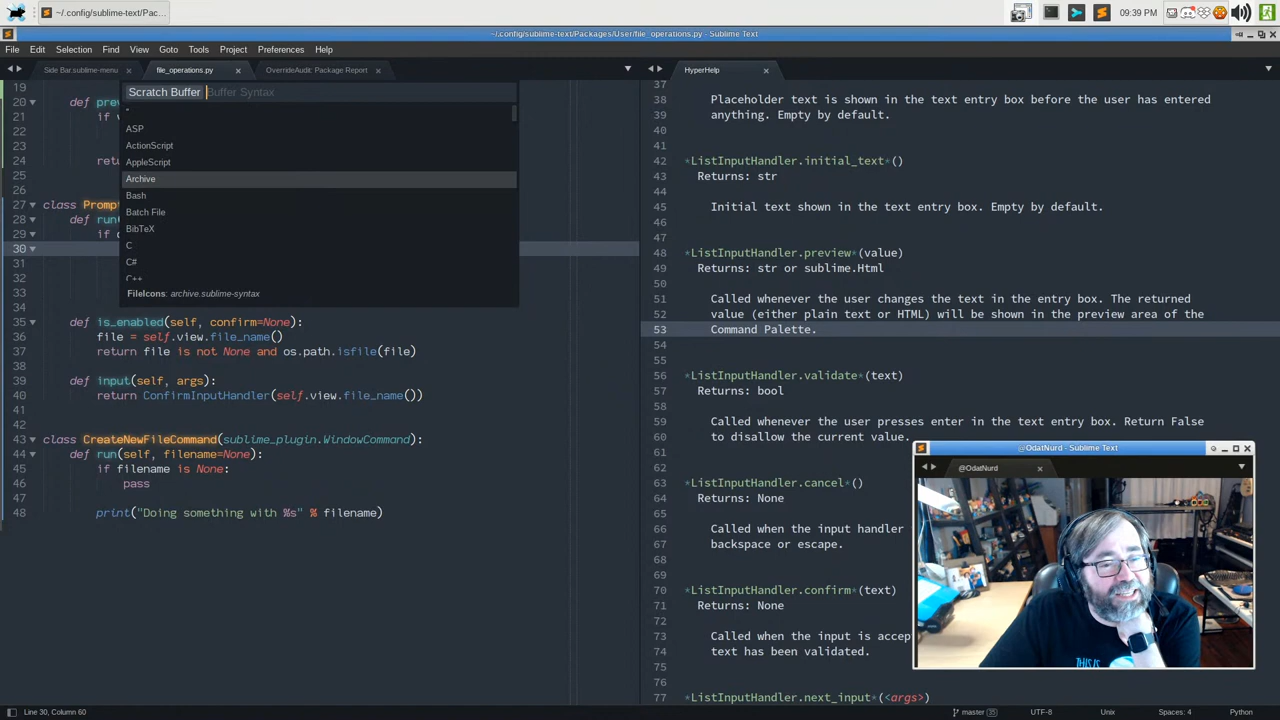 ~/.config/sublime-text/Pac...
09:39 PM
~/.config/sublime-text/Packages/User/file_operations.py - Sublime Text
File Edit Selection Find View Goto Tools Project Preferences Help
Side Bar.sublime-menu
file_operations.py
OverrideAudit: Package Report
HyperHelp
19
20 def
21 if
22
23
24
25
26
27 class
28 def
29 if
30
31
32
33
34
35 def is_enabled(self, confirm=None):
36 file = self.view.file_name()
37 return file is not None and os.path.isfile(file)
38
39 def input(self, args):
40 return ConfirmInputHandler(self.view.file_name())
41
42
43 class CreateNewFileCommand(sublime_plugin.WindowCommand):
44 def run(self, filename=None):
45 if filename is None:
46 pass
47
48 print("Doing something with %s" % filename)
Scratch Buffer Buffer Syntax
ASP
ActionScript
AppleScript
Archive
Bash
Batch File
BibTeX
C
C#
C++
FileIcons: archive.sublime-syntax
37
38 Placeholder text is shown in the text entry box before the user has entered
39 anything. Empty by default.
40
41
42 *ListInputHandler.initial_text*()
43 Returns: str
44
45 Initial text shown in the text entry box. Empty by default.
46
47
48 *ListInputHandler.preview*(value)
49 Returns: str or sublime.Html
50
51 Called whenever the user changes the text in the entry box. The returned
52 value (either plain text or HTML) will be shown in the preview area of the
53 Command Palette.
54
55
56 *ListInputHandler.validate*(text)
57 Returns: bool
58
59 Called whenever the user presses enter in the text entry box. Return False
60 to disallow the current value.
61
62
63 *ListInputHandler.cancel*()
64 Returns: None
65
66 Called when the input handler
67 backspace or escape.
68
69
70 *ListInputHandler.confirm*(text)
71 Returns: None
72
73 Called when the input is
74 text has been validated.
75
76
77 *ListInputHandler.next_input*(<args>)
@OdatNurd - Sublime Text
@OdatNurd
THIS IS
Line 30, Column 60
master 15
UTF-8
Unix
Spaces: 4
Python